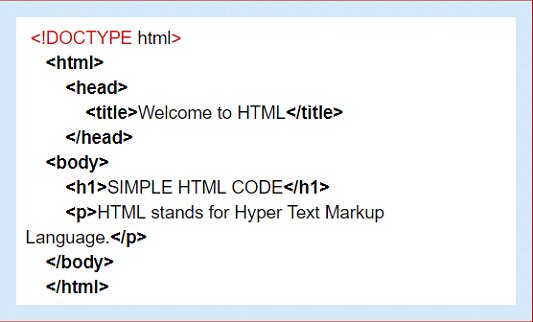 <!DOCTYPE html>
<html>
<head>
<title>Welcome to HTML</title>
</head>
<body>
<h1>SIMPLE HTML CODE</h1>
<p>HTML stands for Hyper Text Markup
Language.</p>
</body>
</html>